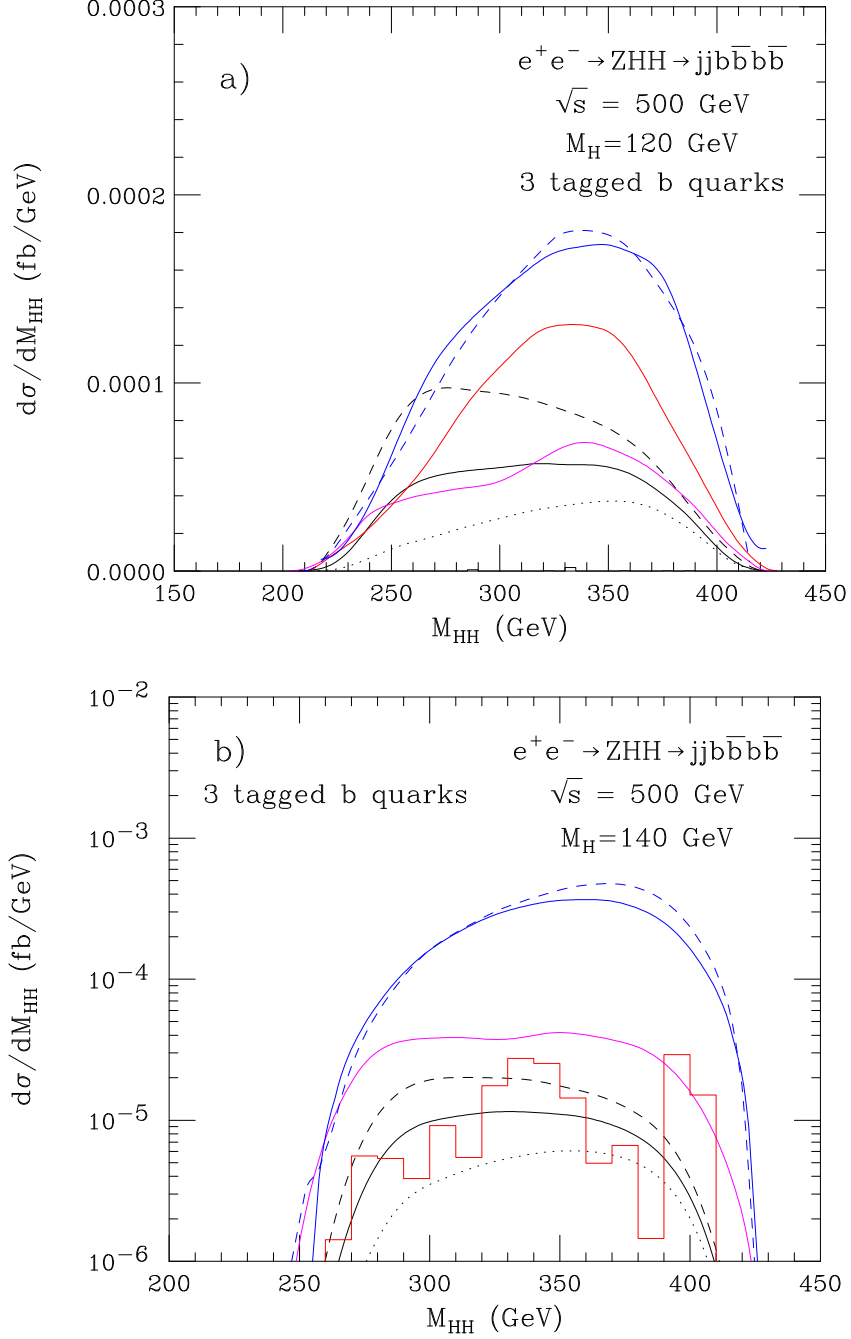 0.0003
a)
e⁺e⁻→ZHH→jjbb̅bb̅
√s = 500 GeV
M_H=120 GeV
3 tagged b quarks
0.0002
0.0001
0.0000
dσ/dM_HH (fb/GeV)
150 200 250 300 350 400 450
M_HH (GeV)
10⁻²
b)
e⁺e⁻→ZHH→jjbb̅bb̅
3 tagged b quarks
√s = 500 GeV
M_H=140 GeV
10⁻³
10⁻⁴
10⁻⁵
10⁻⁶
dσ/dM_HH (fb/GeV)
200 250 300 350 400 450
M_HH (GeV)